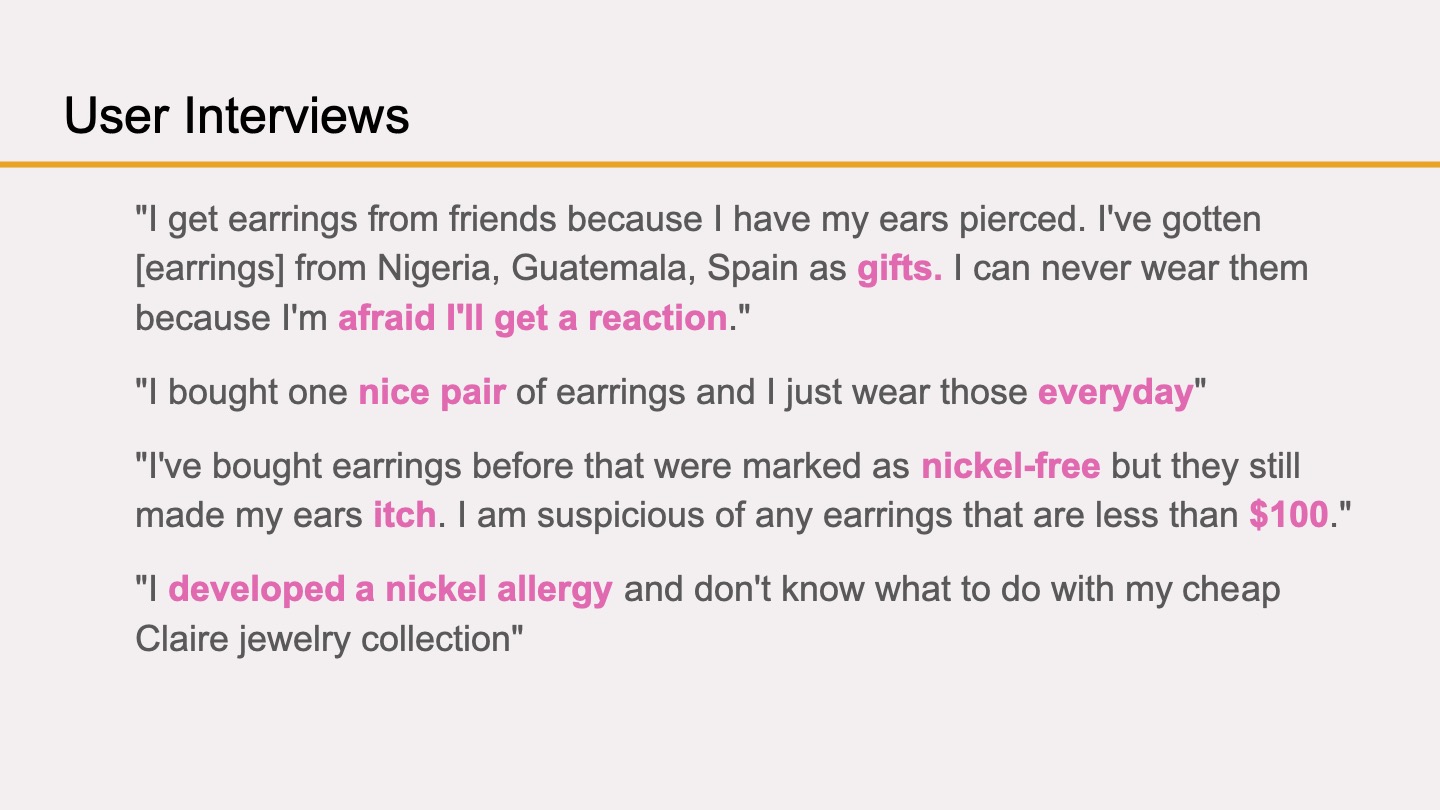 User Interviews
"I get earrings from friends because I have my ears pierced. I've gotten
[earrings] from Nigeria, Guatemala, Spain as gifts. I can never wear them
because I'm afraid I'll get a reaction."
"I bought one nice pair of earrings and I just wear those everyday"
"I've bought earrings before that were marked as nickel-free but they still
made my ears itch. I am suspicious of any earrings that are less than $100."
"I developed a nickel allergy and don't know what to do with my cheap
Claire jewelry collection"